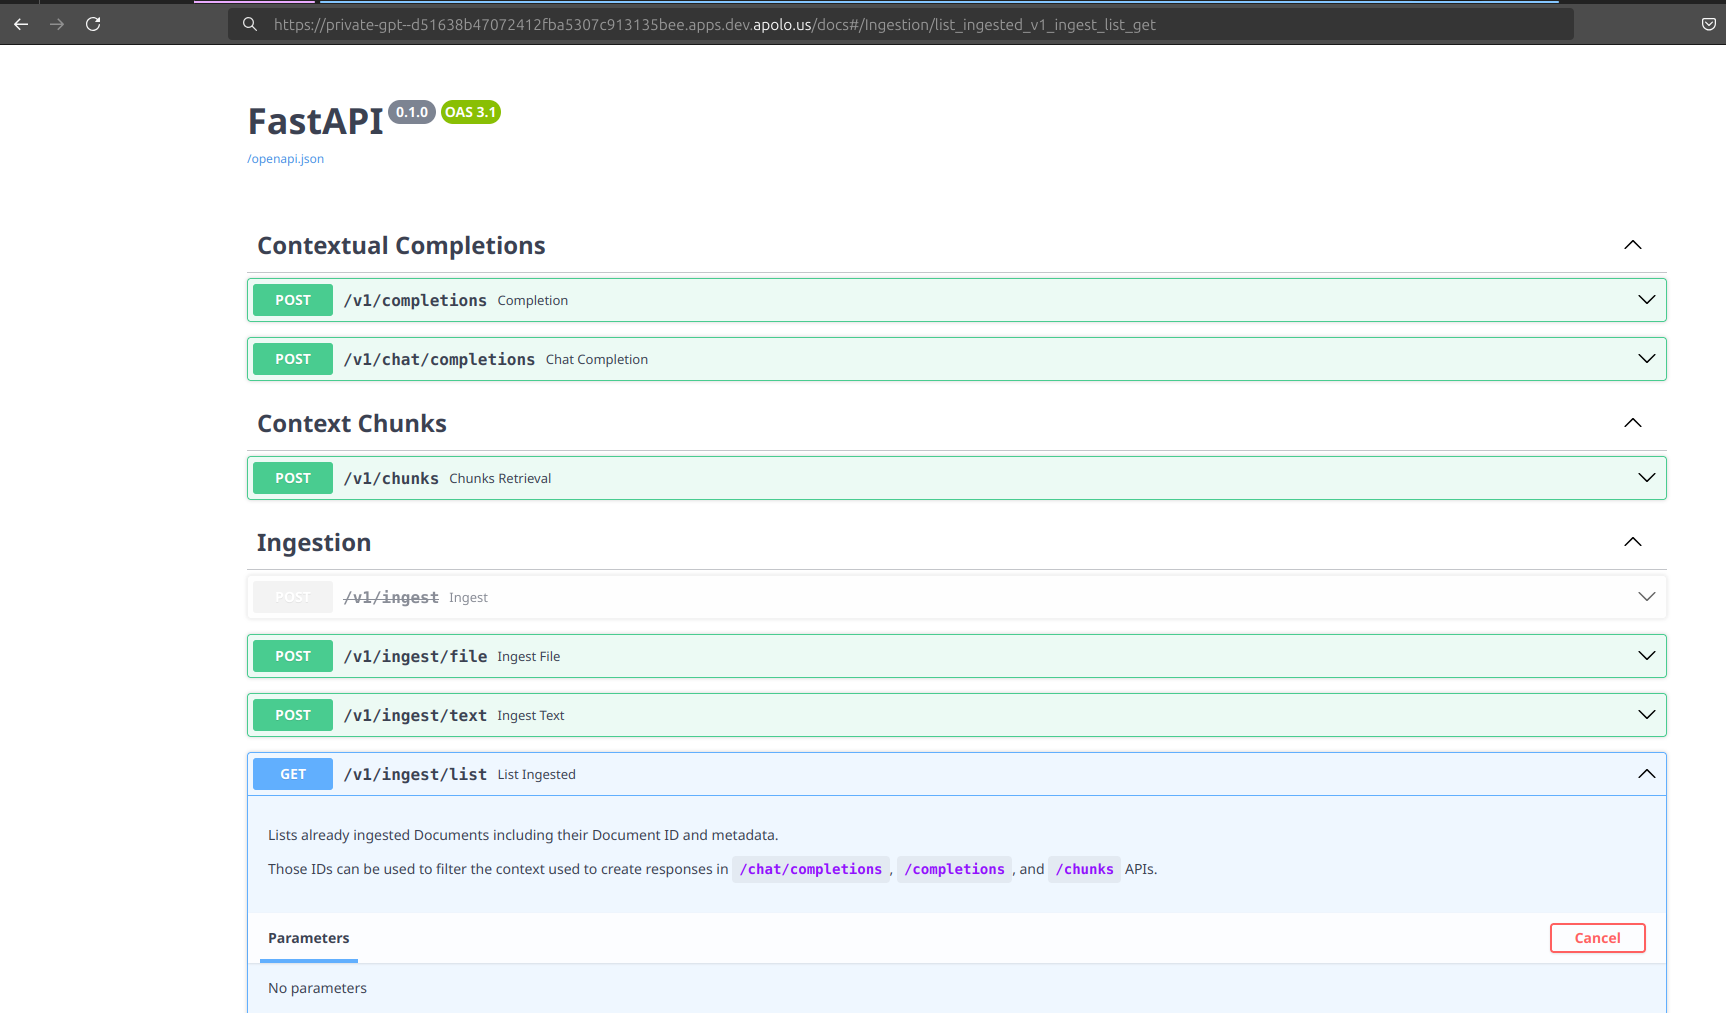 https://private-gpt--d51638b47072412fba5307c913135bee.apps.dev.apolo.us/docs#/Ingestion/list_ingested_v1_ingest_list_get
FastAPI 0.1.0 OAS 3.1
/openapi.json
Contextual Completions
POST /v1/completions Completion
POST /v1/chat/completions Chat Completion
Context Chunks
POST /v1/chunks Chunks Retrieval
Ingestion
POST /v1/ingest Ingest
POST /v1/ingest/file Ingest File
POST /v1/ingest/text Ingest Text
GET /v1/ingest/list List Ingested
Lists already ingested Documents including their Document ID and metadata.
Those IDs can be used to filter the context used to create responses in /chat/completions , /completions , and /chunks APIs.
Parameters Cancel
No parameters